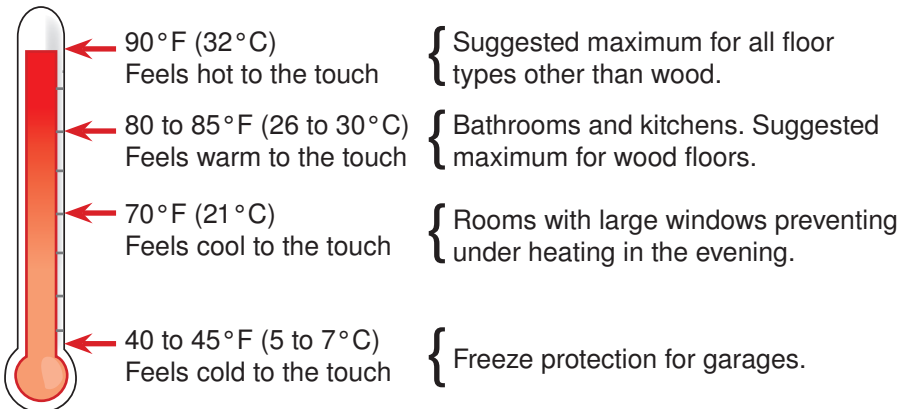 90°F (32°C)
Feels hot to the touch
Suggested maximum for all floor
types other than wood.
80 to 85°F (26 to 30°C)
Feels warm to the touch
Bathrooms and kitchens. Suggested
maximum for wood floors.
70°F (21°C)
Feels cool to the touch
Rooms with large windows preventing
under heating in the evening.
40 to 45°F (5 to 7°C)
Feels cold to the touch
Freeze protection for garages.